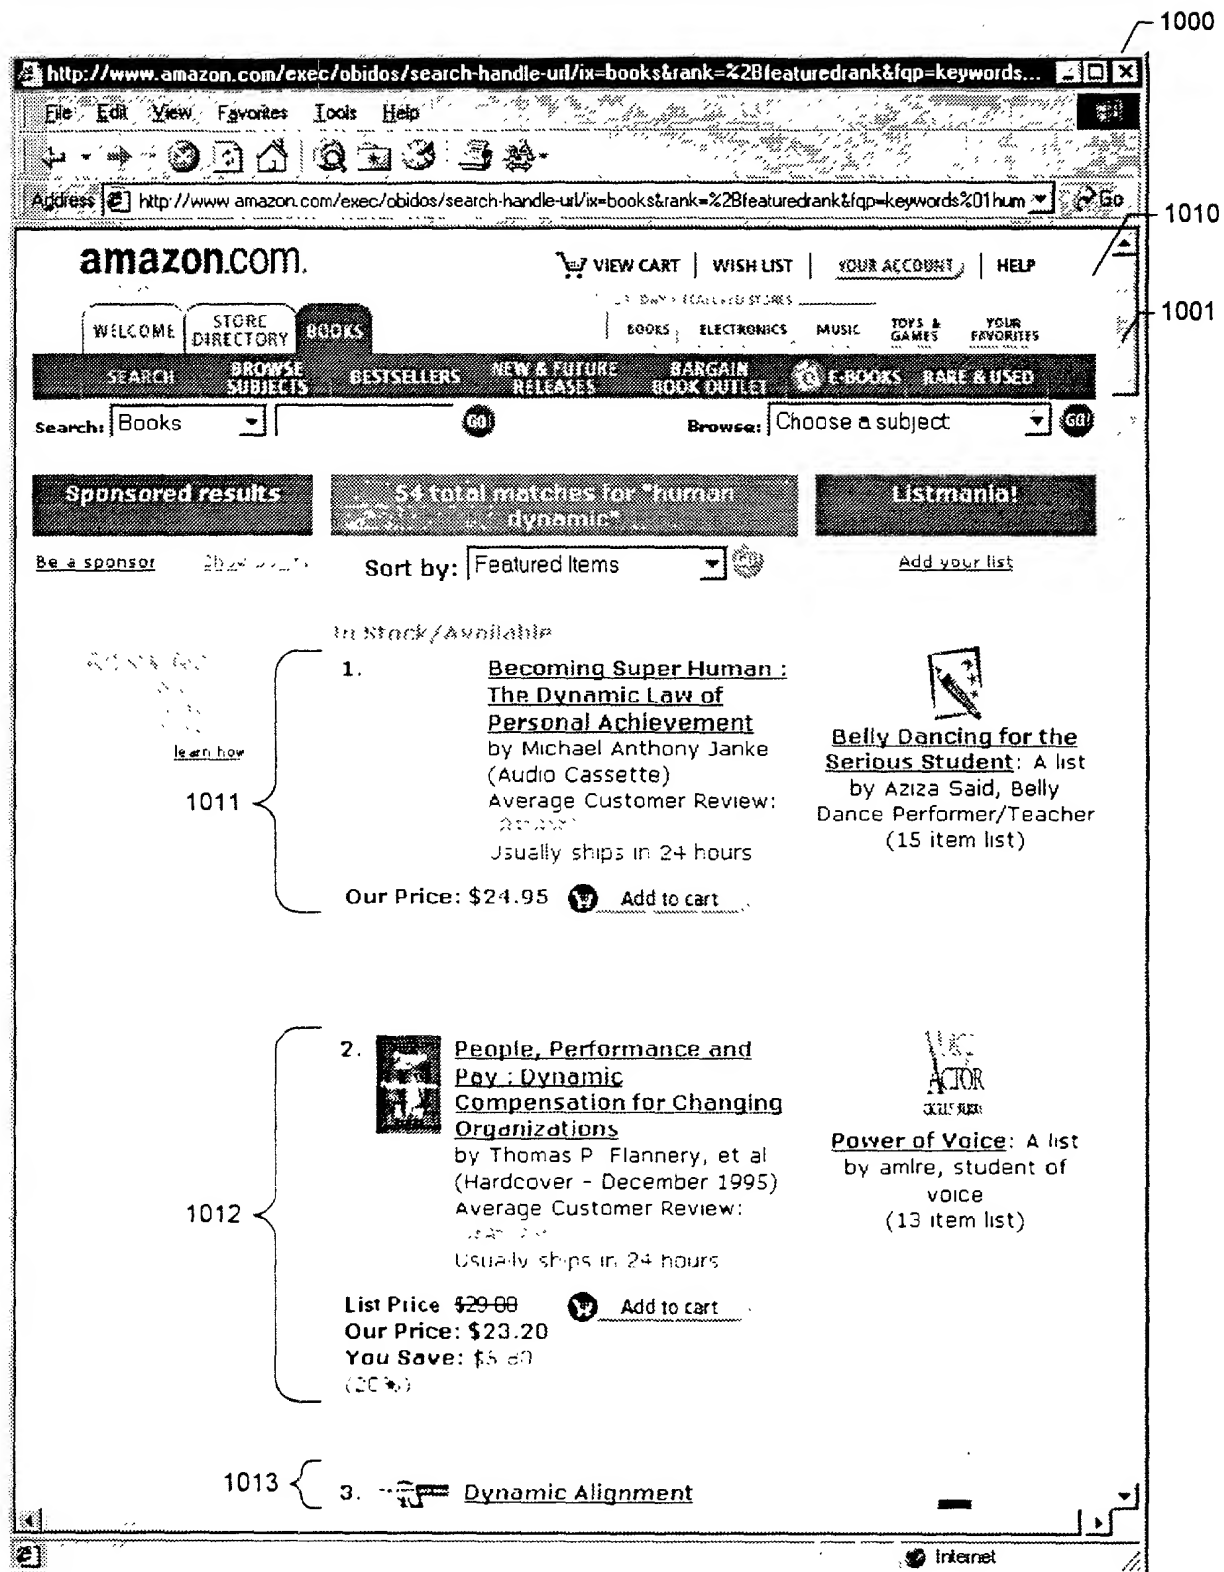 1000
http://www.amazon.com/exec/obidos/search-handle-url/ix=books&rank=%2Bfeaturedrank&fqp=keywords...
File Edit View Favorites Tools Help
Address http://www.amazon.com/exec/obidos/search-handle-url/ix=books&rank=%2Bfeaturedrank&fqp=keywords%01hum Go
1010
amazon.com.
VIEW CART | WISH LIST | YOUR ACCOUNT | HELP
1001
WELCOME STORE DIRECTORY BOOKS
BOOKS ELECTRONICS MUSIC TOYS & GAMES YOUR FAVORITES
SEARCH BROWSE SUBJECTS BESTSELLERS NEW & FUTURE RELEASES BARGAIN BOOK OUTLET E-BOOKS RARE & USED
Search: Books GO! Browse: Choose a subject GO!
Sponsored results
54 total matches for "human
dynamic"
Listmania!
Be a sponsor
Sort by: Featured Items
Add your list
In Stock/Available
learn how
1011
1.
Becoming Super Human :
The Dynamic Law of
Personal Achievement
by Michael Anthony Janke
(Audio Cassette)
Average Customer Review:
Usually ships in 24 hours
Our Price: $24.95 Add to cart
Belly Dancing for the
Serious Student: A list
by Aziza Said, Belly
Dance Performer/Teacher
(15 item list)
1012
2.
People, Performance and
Pay : Dynamic
Compensation for Changing
Organizations
by Thomas P Flannery, et al
(Hardcover - December 1995)
Average Customer Review:
Usually ships in 24 hours
List Price $29.00 Add to cart
Our Price: $23.20
You Save: $5.80
(20%)
VOICE
ACTOR
Power of Voice: A list
by amlre, student of
voice
(13 item list)
1013
3. Dynamic Alignment
Internet